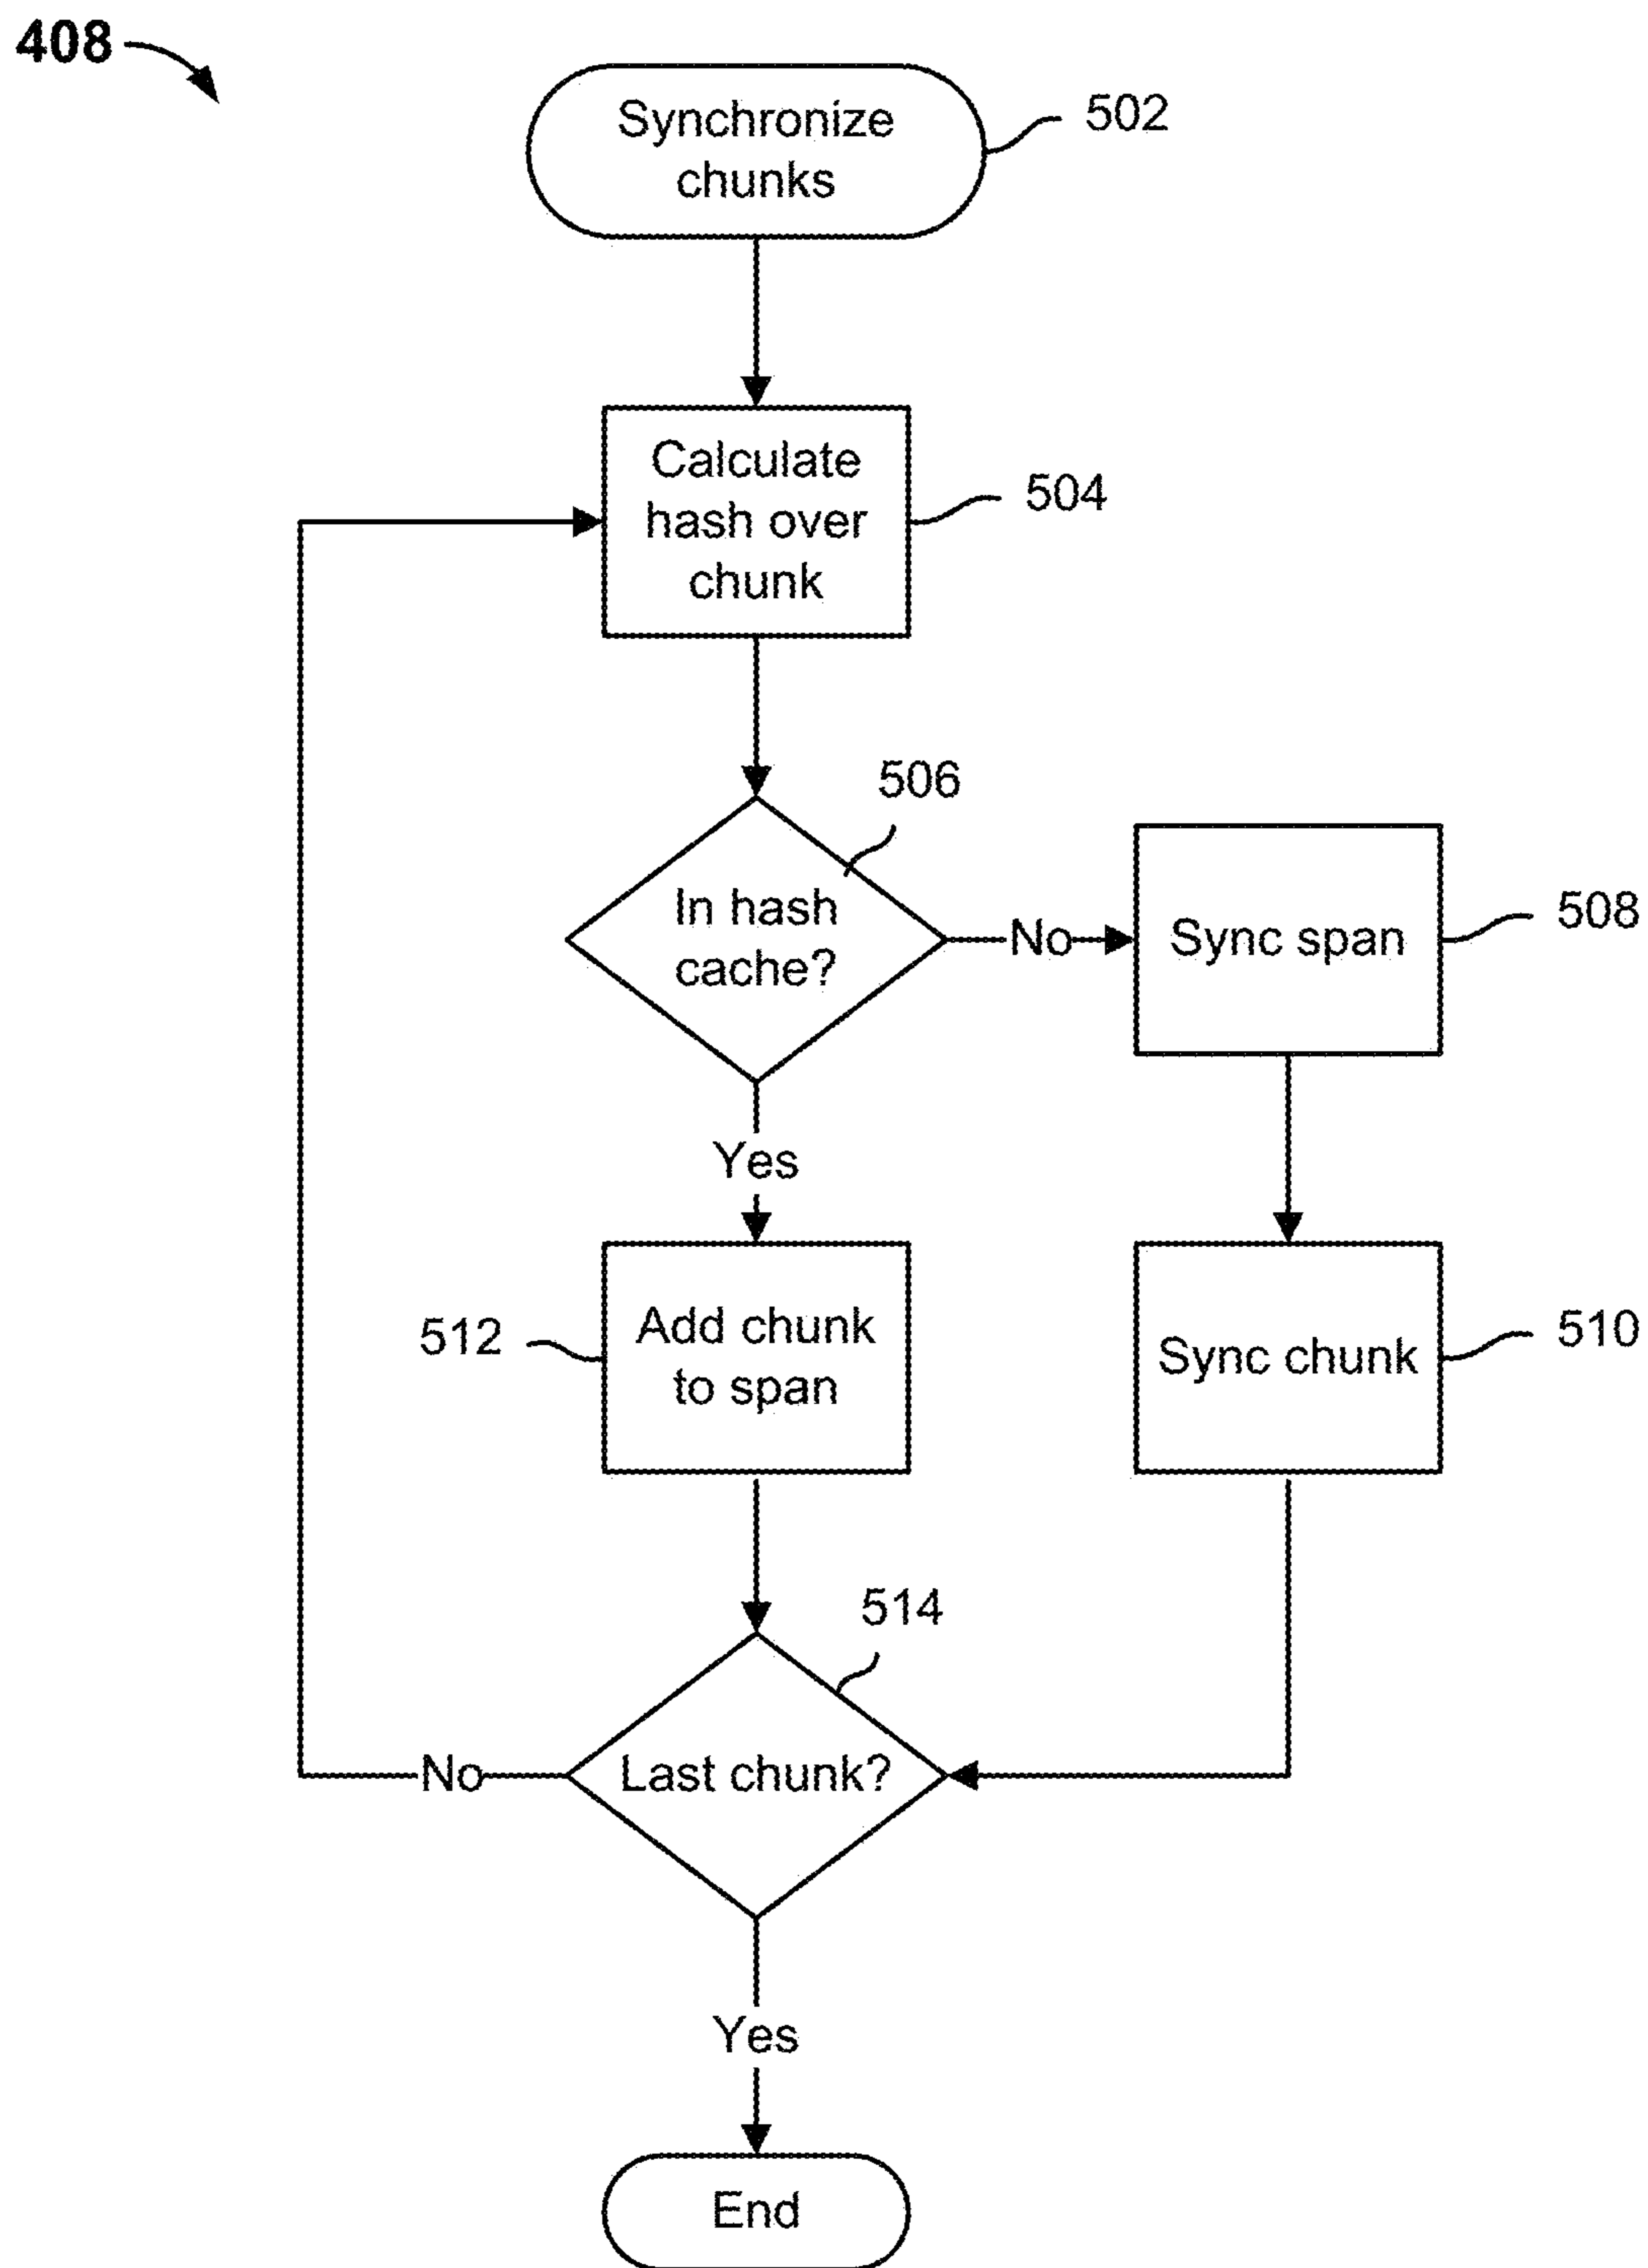 408
Synchronize
chunks
502
Calculate
hash over
chunk
504
506
In hash
cache?
No
Sync span
508
Yes
512
Add chunk
to span
Sync chunk
510
514
No
Last chunk?
Yes
End